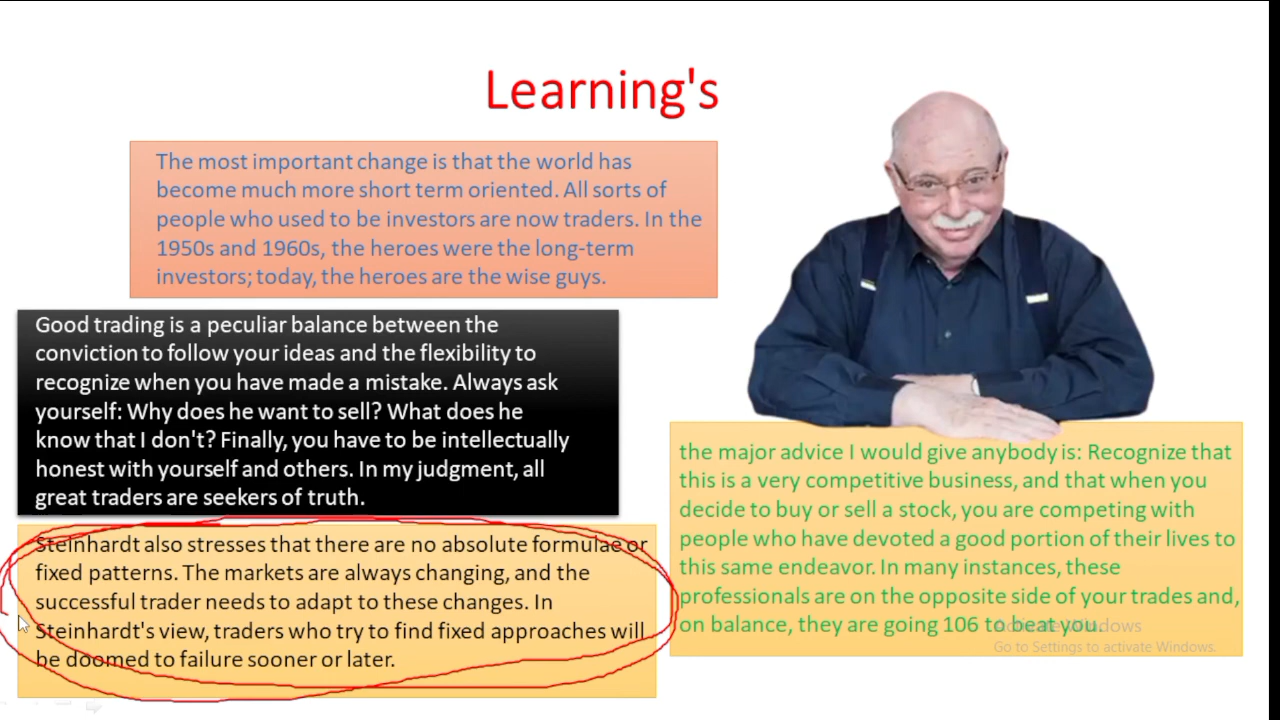 Learning's
The most important change is that the world has
become much more short term oriented. All sorts of
people who used to be investors are now traders. In the
1950s and 1960s, the heroes were the long-term
investors; today, the heroes are the wise guys.
Good trading is a peculiar balance between the
conviction to follow your ideas and the flexibility to
recognize when you have made a mistake. Always ask
yourself: Why does he want to sell? What does he
know that I don't? Finally, you have to be intellectually
honest with yourself and others. In my judgment, all
great traders are seekers of truth.
Steinhardt also stresses that there are no absolute formulae or
fixed patterns. The markets are always changing, and the
successful trader needs to adapt to these changes. In
Steinhardt's view, traders who try to find fixed approaches will
be doomed to failure sooner or later.
the major advice I would give anybody is: Recognize that
this is a very competitive business, and that when you
decide to buy or sell a stock, you are competing with
people who have devoted a good portion of their lives to
this same endeavor. In many instances, these
professionals are on the opposite side of your trades and,
on balance, they are going 106 to beat you.
Activate Windows
Go to Settings to activate Windows.